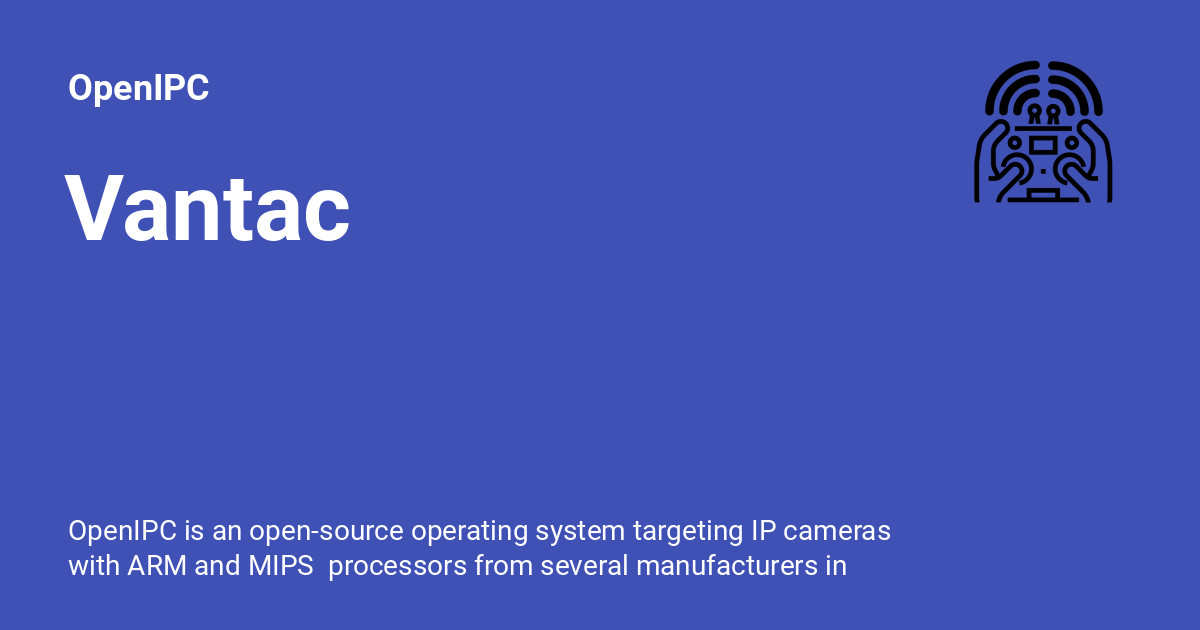 OpenIPC
Vantac
OpenIPC is an open-source operating system targeting IP cameras
with ARM and MIPS  processors from several manufacturers in